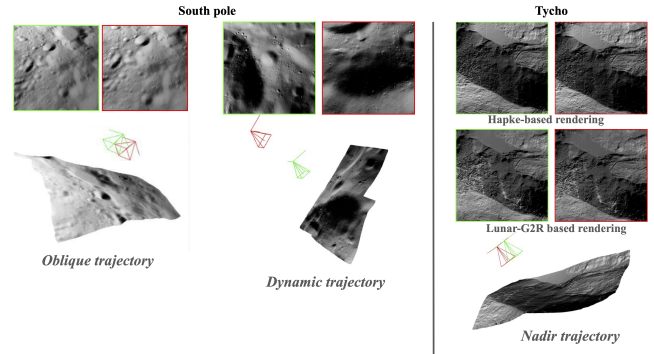 South pole
Tycho
Hapke-based rendering
Lunar-G2R based rendering
Oblique trajectory
Dynamic trajectory
Nadir trajectory